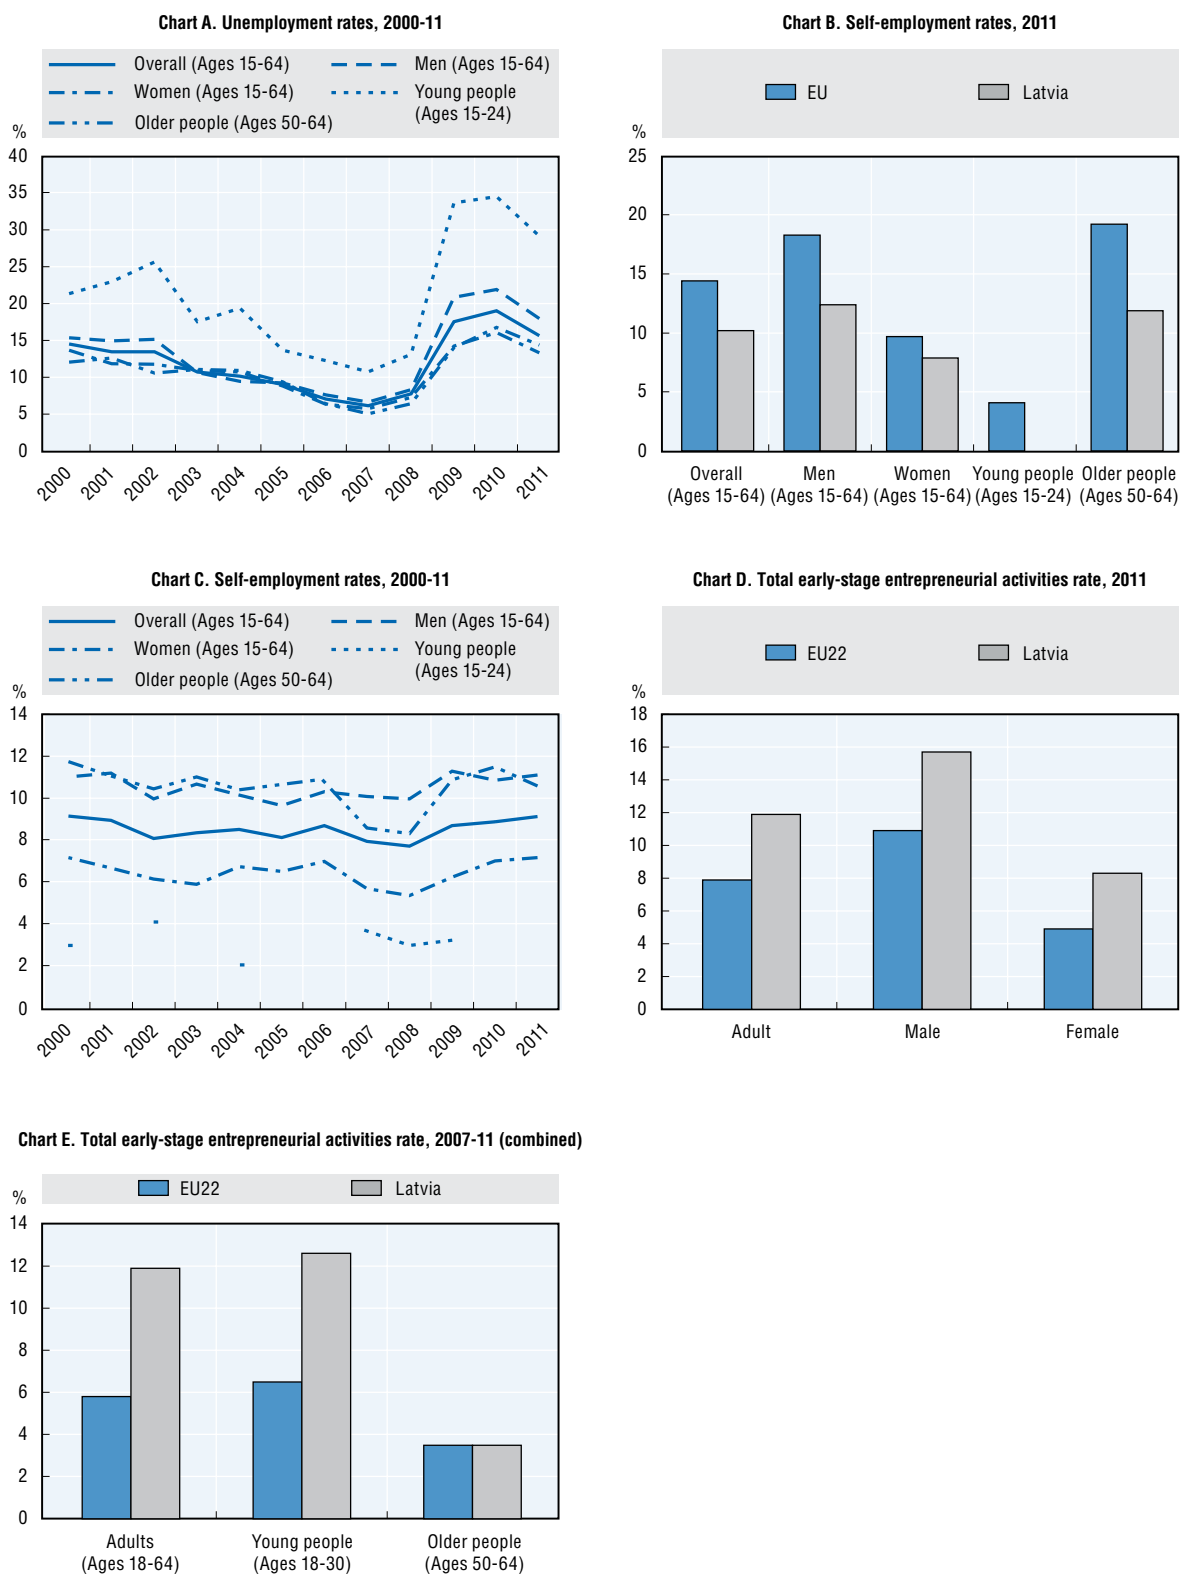 Chart A. Unemployment rates, 2000-11
Overall (Ages 15-64)
Men (Ages 15-64)
Women (Ages 15-64)
Young people
(Ages 15-24)
Older people (Ages 50-64)
%
40
35
30
25
20
15
10
5
0
2000
2001
2002
2003
2004
2005
2006
2007
2008
2009
2010
2011
Chart B. Self-employment rates, 2011
EU
Latvia
%
25
20
15
10
5
0
Overall
(Ages 15-64)
Men
(Ages 15-64)
Women
(Ages 15-64)
Young people
(Ages 15-24)
Older people
(Ages 50-64)
Chart C. Self-employment rates, 2000-11
Overall (Ages 15-64)
Men (Ages 15-64)
Women (Ages 15-64)
Young people
(Ages 15-24)
Older people (Ages 50-64)
%
14
12
10
8
6
4
2
0
2000
2001
2002
2003
2004
2005
2006
2007
2008
2009
2010
2011
Chart D. Total early-stage entrepreneurial activities rate, 2011
EU22
Latvia
%
18
16
14
12
10
8
6
4
2
0
Adult
Male
Female
Chart E. Total early-stage entrepreneurial activities rate, 2007-11 (combined)
EU22
Latvia
%
14
12
10
8
6
4
2
0
Adults
(Ages 18-64)
Young people
(Ages 18-30)
Older people
(Ages 50-64)